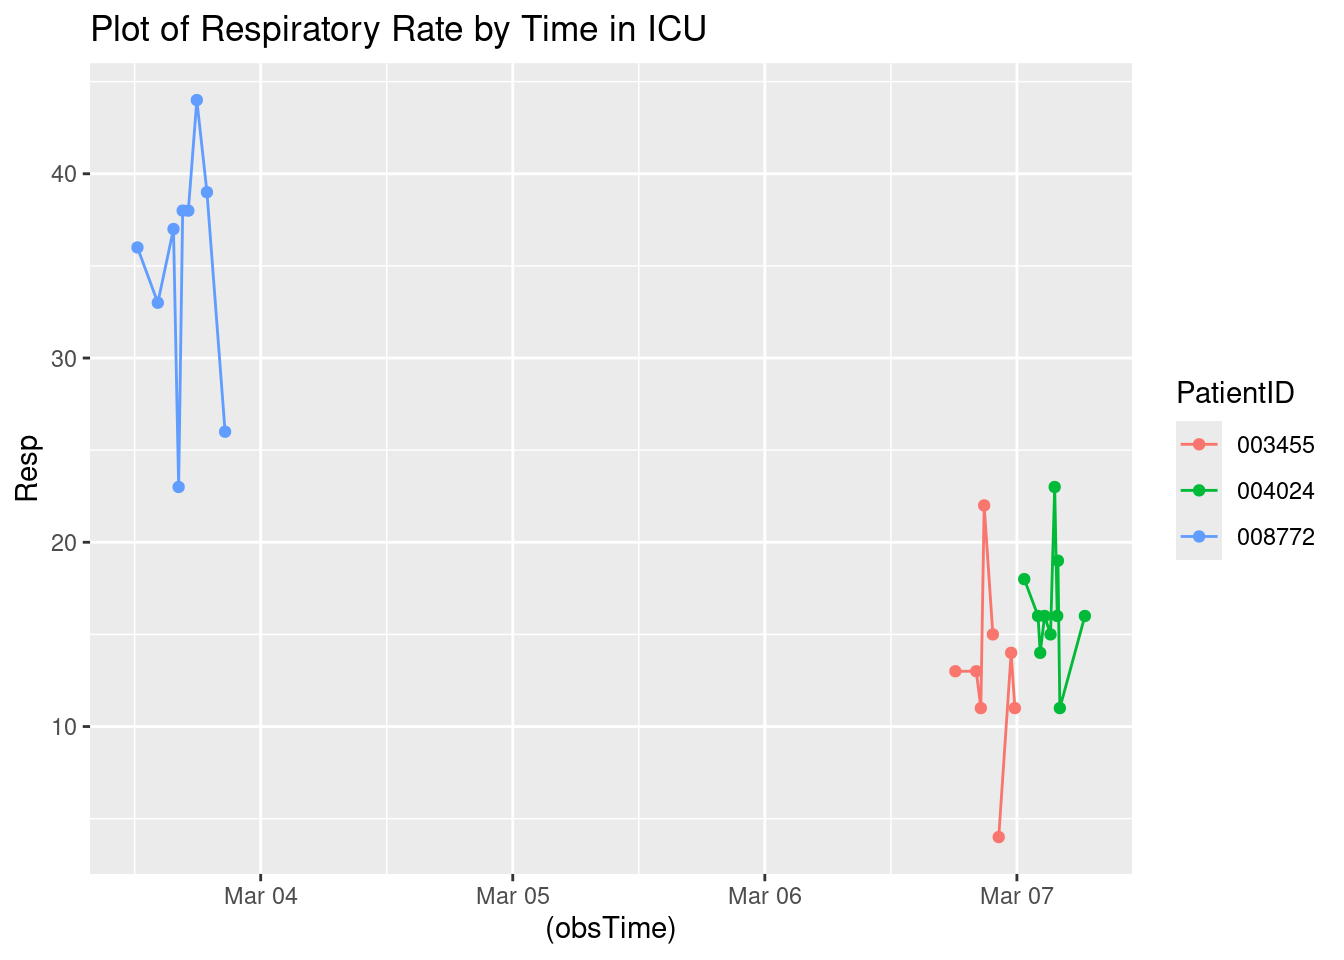 Plot of Respiratory Rate by Time in ICU
40
30
20
10
Resp
Mar 04
Mar 05
Mar 06
Mar 07
(obsTime)
PatientID
003455
004024
008772